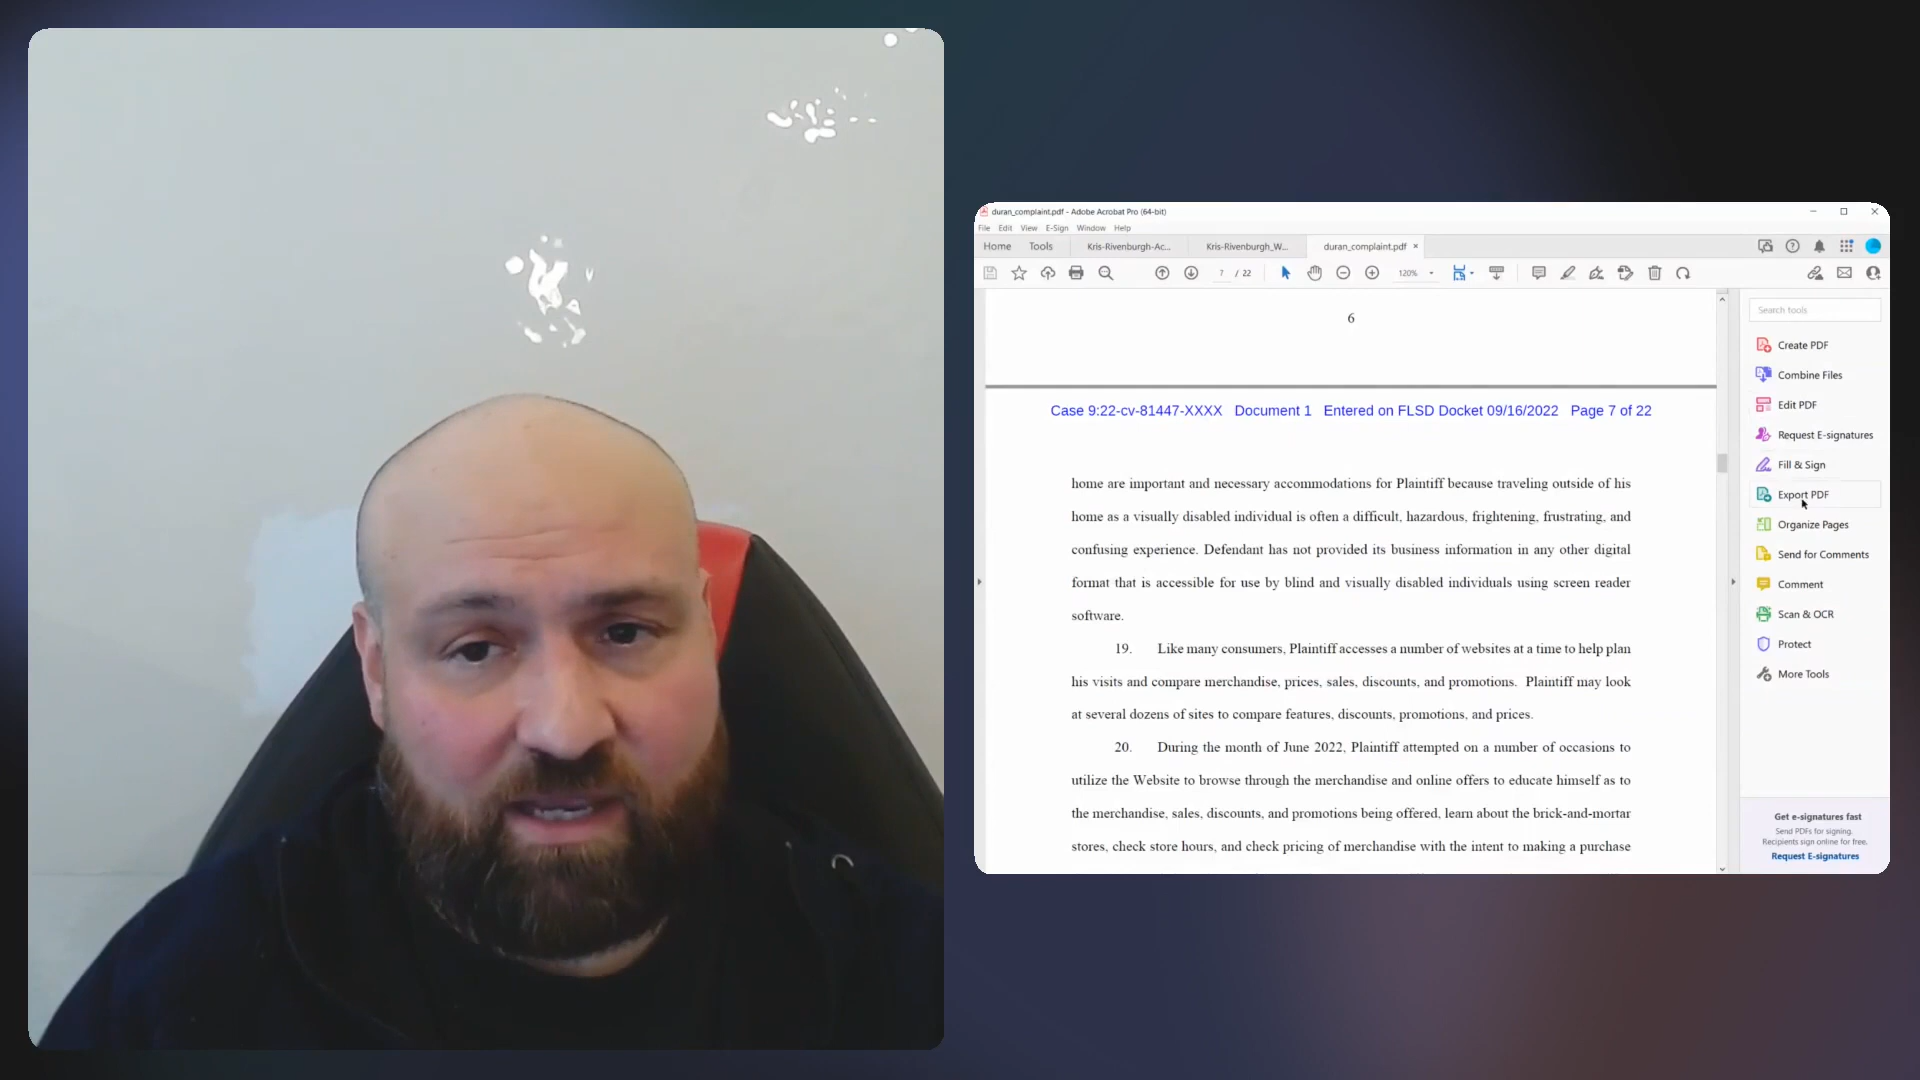 duran_complaint.pdf - Adobe Acrobat Pro (64-bit)
File Edit View E-Sign Window Help
Home Tools Kris-Rivenburgh-Ac... Kris-Rivenburgh_W... duran_complaint.pdf ×
7 / 22 120%
6
Case 9:22-cv-81447-XXXX Document 1 Entered on FLSD Docket 09/16/2022 Page 7 of 22
home are important and necessary accommodations for Plaintiff because traveling outside of his
home as a visually disabled individual is often a difficult, hazardous, frightening, frustrating, and
confusing experience. Defendant has not provided its business information in any other digital
format that is accessible for use by blind and visually disabled individuals using screen reader
software.
19. Like many consumers, Plaintiff accesses a number of websites at a time to help plan
his visits and compare merchandise, prices, sales, discounts, and promotions. Plaintiff may look
at several dozens of sites to compare features, discounts, promotions, and prices.
20. During the month of June 2022, Plaintiff attempted on a number of occasions to
utilize the Website to browse through the merchandise and online offers to educate himself as to
the merchandise, sales, discounts, and promotions being offered, learn about the brick-and-mortar
stores, check store hours, and check pricing of merchandise with the intent to making a purchase
Search tools
Create PDF
Combine Files
Edit PDF
Request E-signatures
Fill & Sign
Export PDF
Organize Pages
Send for Comments
Comment
Scan & OCR
Protect
More Tools
Get e-signatures fast
Send PDFs for signing.
Recipients sign online for free.
Request E-signatures